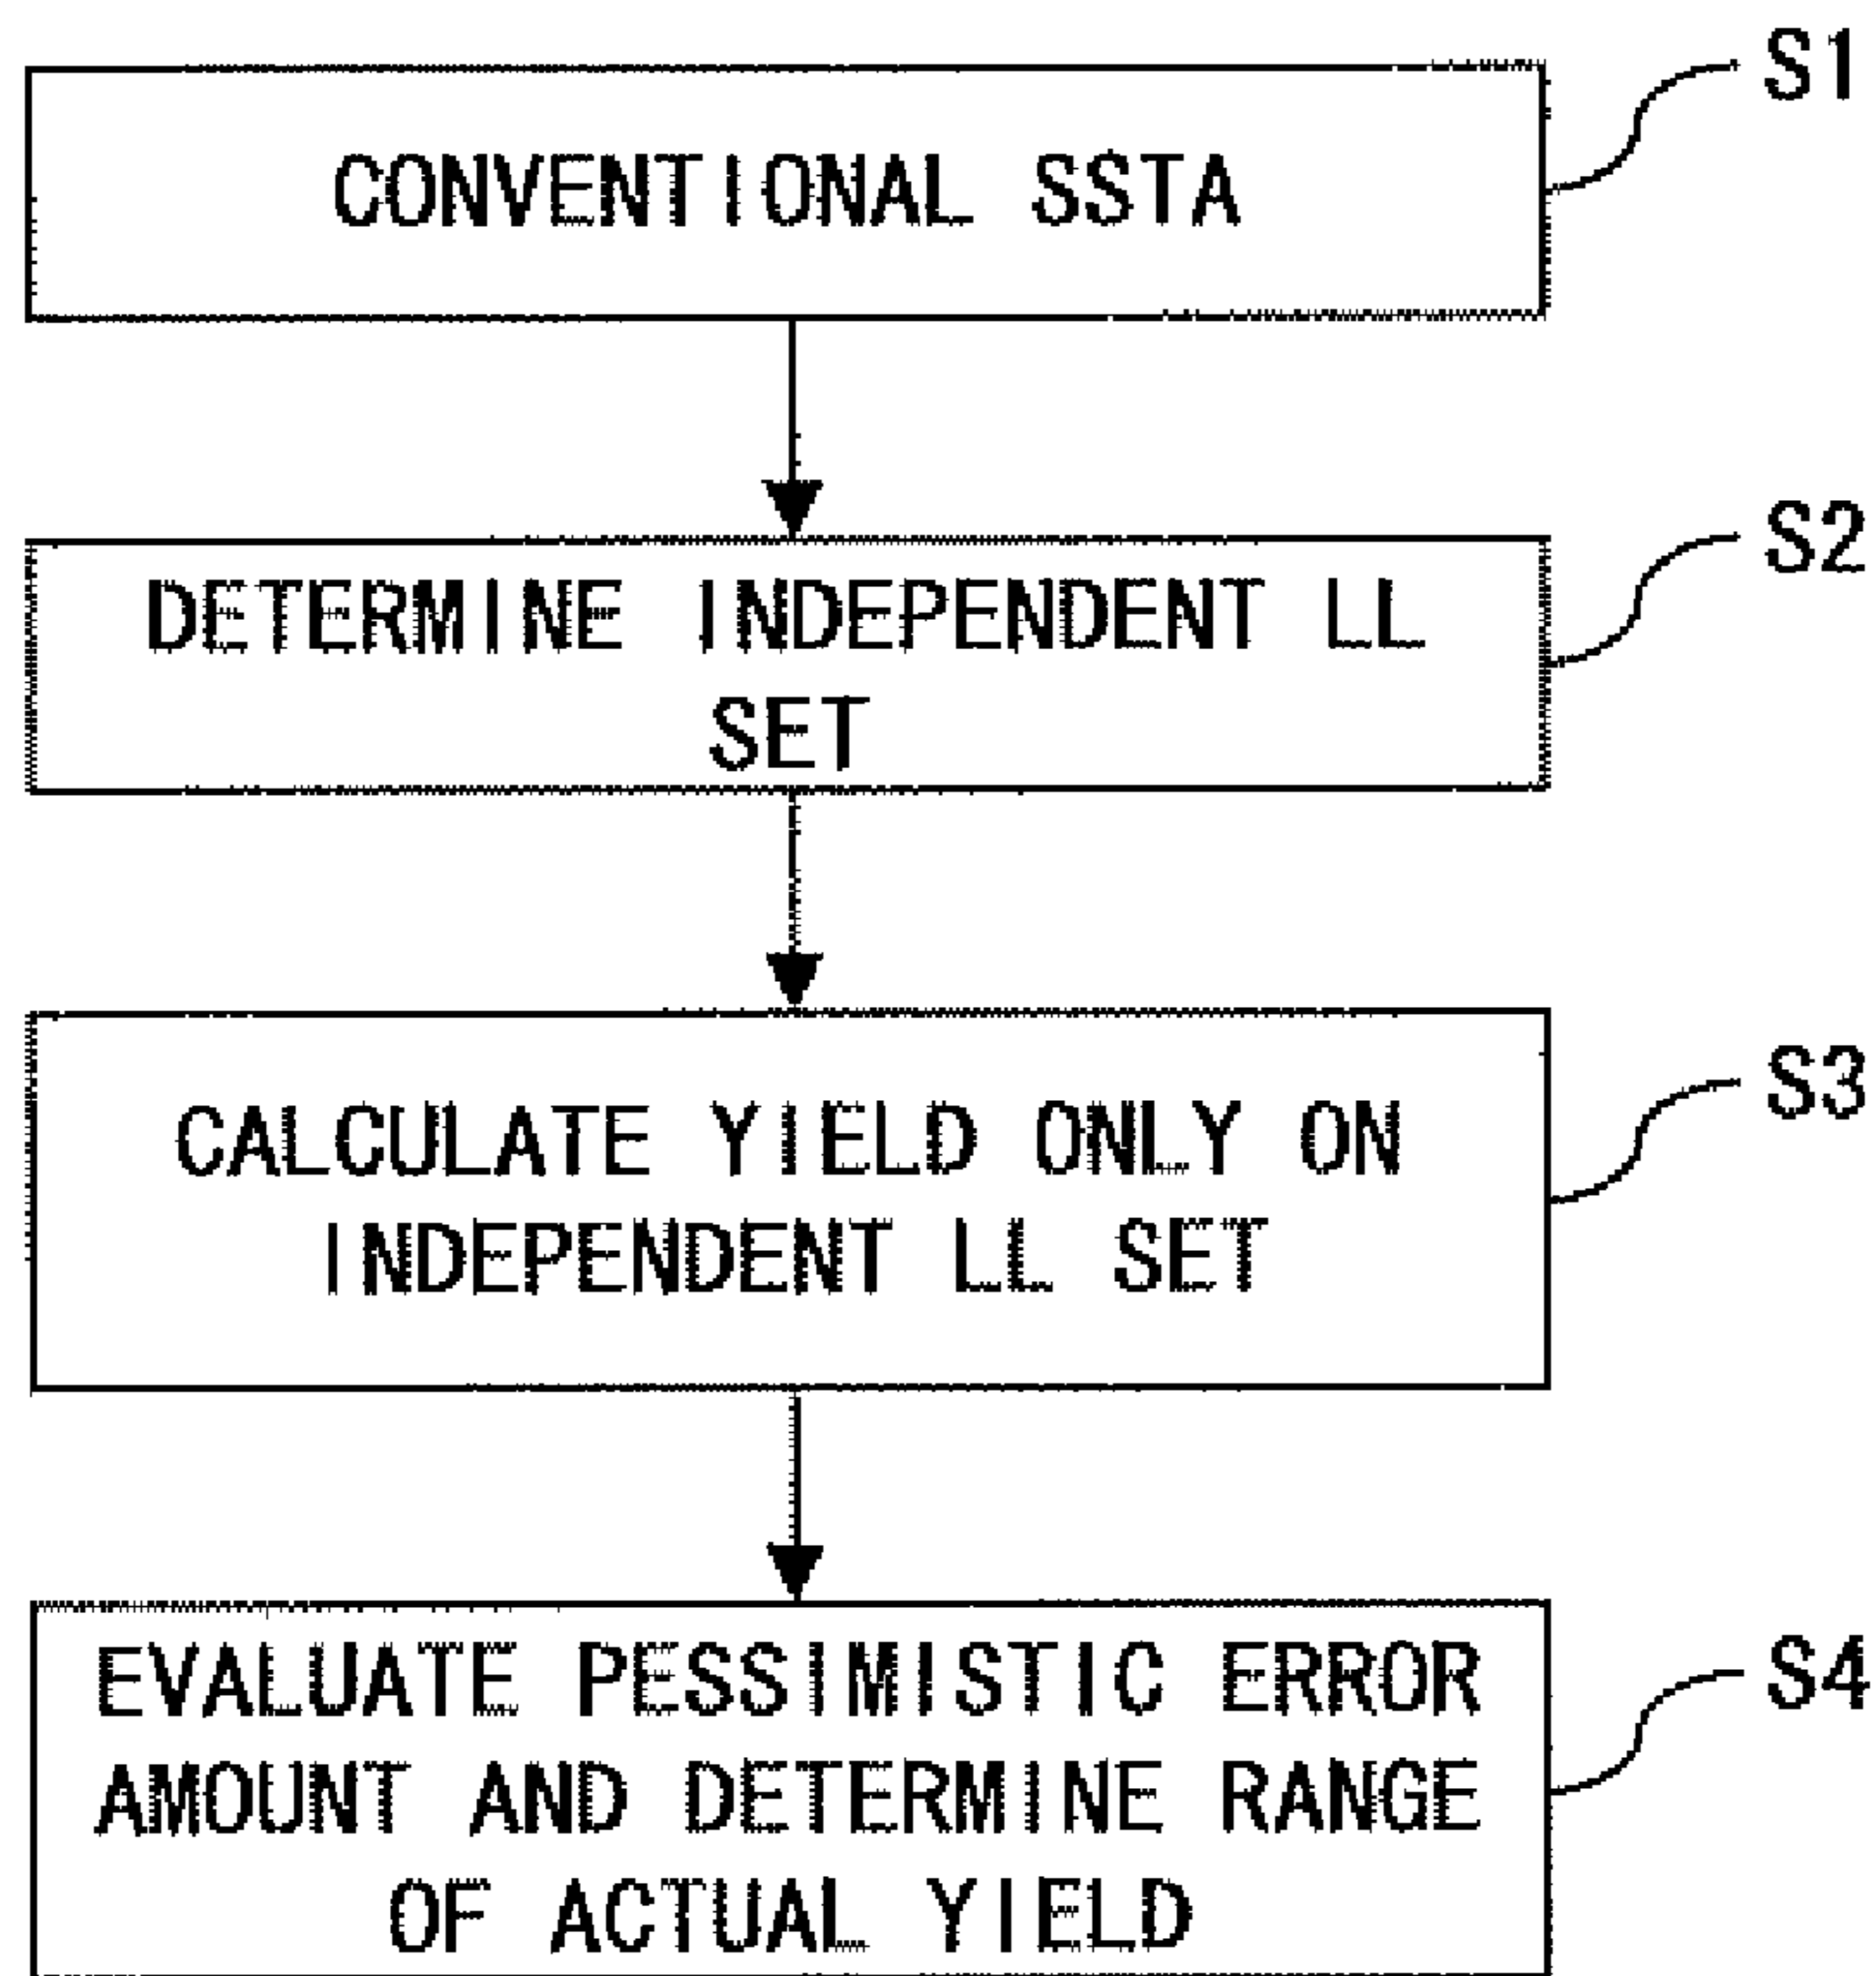 S1
CONVENTIONAL SSTA
S2
DETERMINE INDEPENDENT LL
SET
S3
CALCULATE YIELD ONLY ON
INDEPENDENT LL SET
S4
EVALUATE PESSIMISTIC ERROR
AMOUNT AND DETERMINE RANGE
OF ACTUAL YIELD